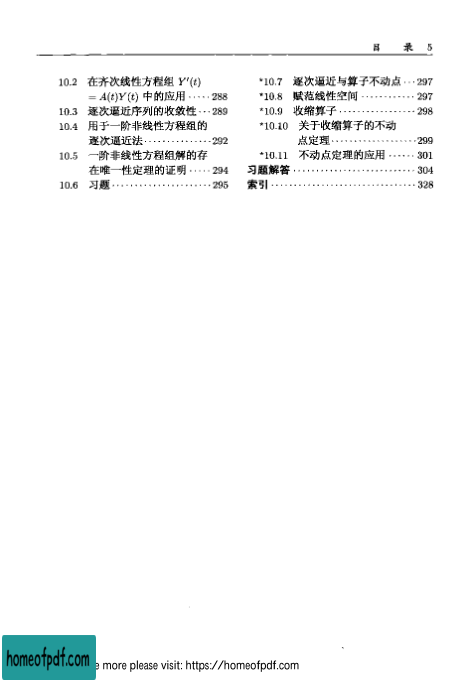 目 录 5
10.2 在齐次线性方程组 Y′(t)
= A(t)Y(t) 中的应用 ····· 288
10.3 逐次逼近序列的收敛性 ··· 289
10.4 用于一阶非线性方程组的
逐次逼近法 ··············· 292
10.5 一阶非线性方程组解的存
在唯一性定理的证明 ····· 294
10.6 习题 ······················ 295
*10.7 逐次逼近与算子不动点 ··· 297
*10.8 赋范线性空间 ············ 297
*10.9 收缩算子 ················· 298
*10.10 关于收缩算子的不动
点定理 ··················· 299
*10.11 不动点定理的应用 ······ 301
习题解答 ··························· 304
索引 ································ 328
homeofpdf.com
e more please visit: https://homeofpdf.com